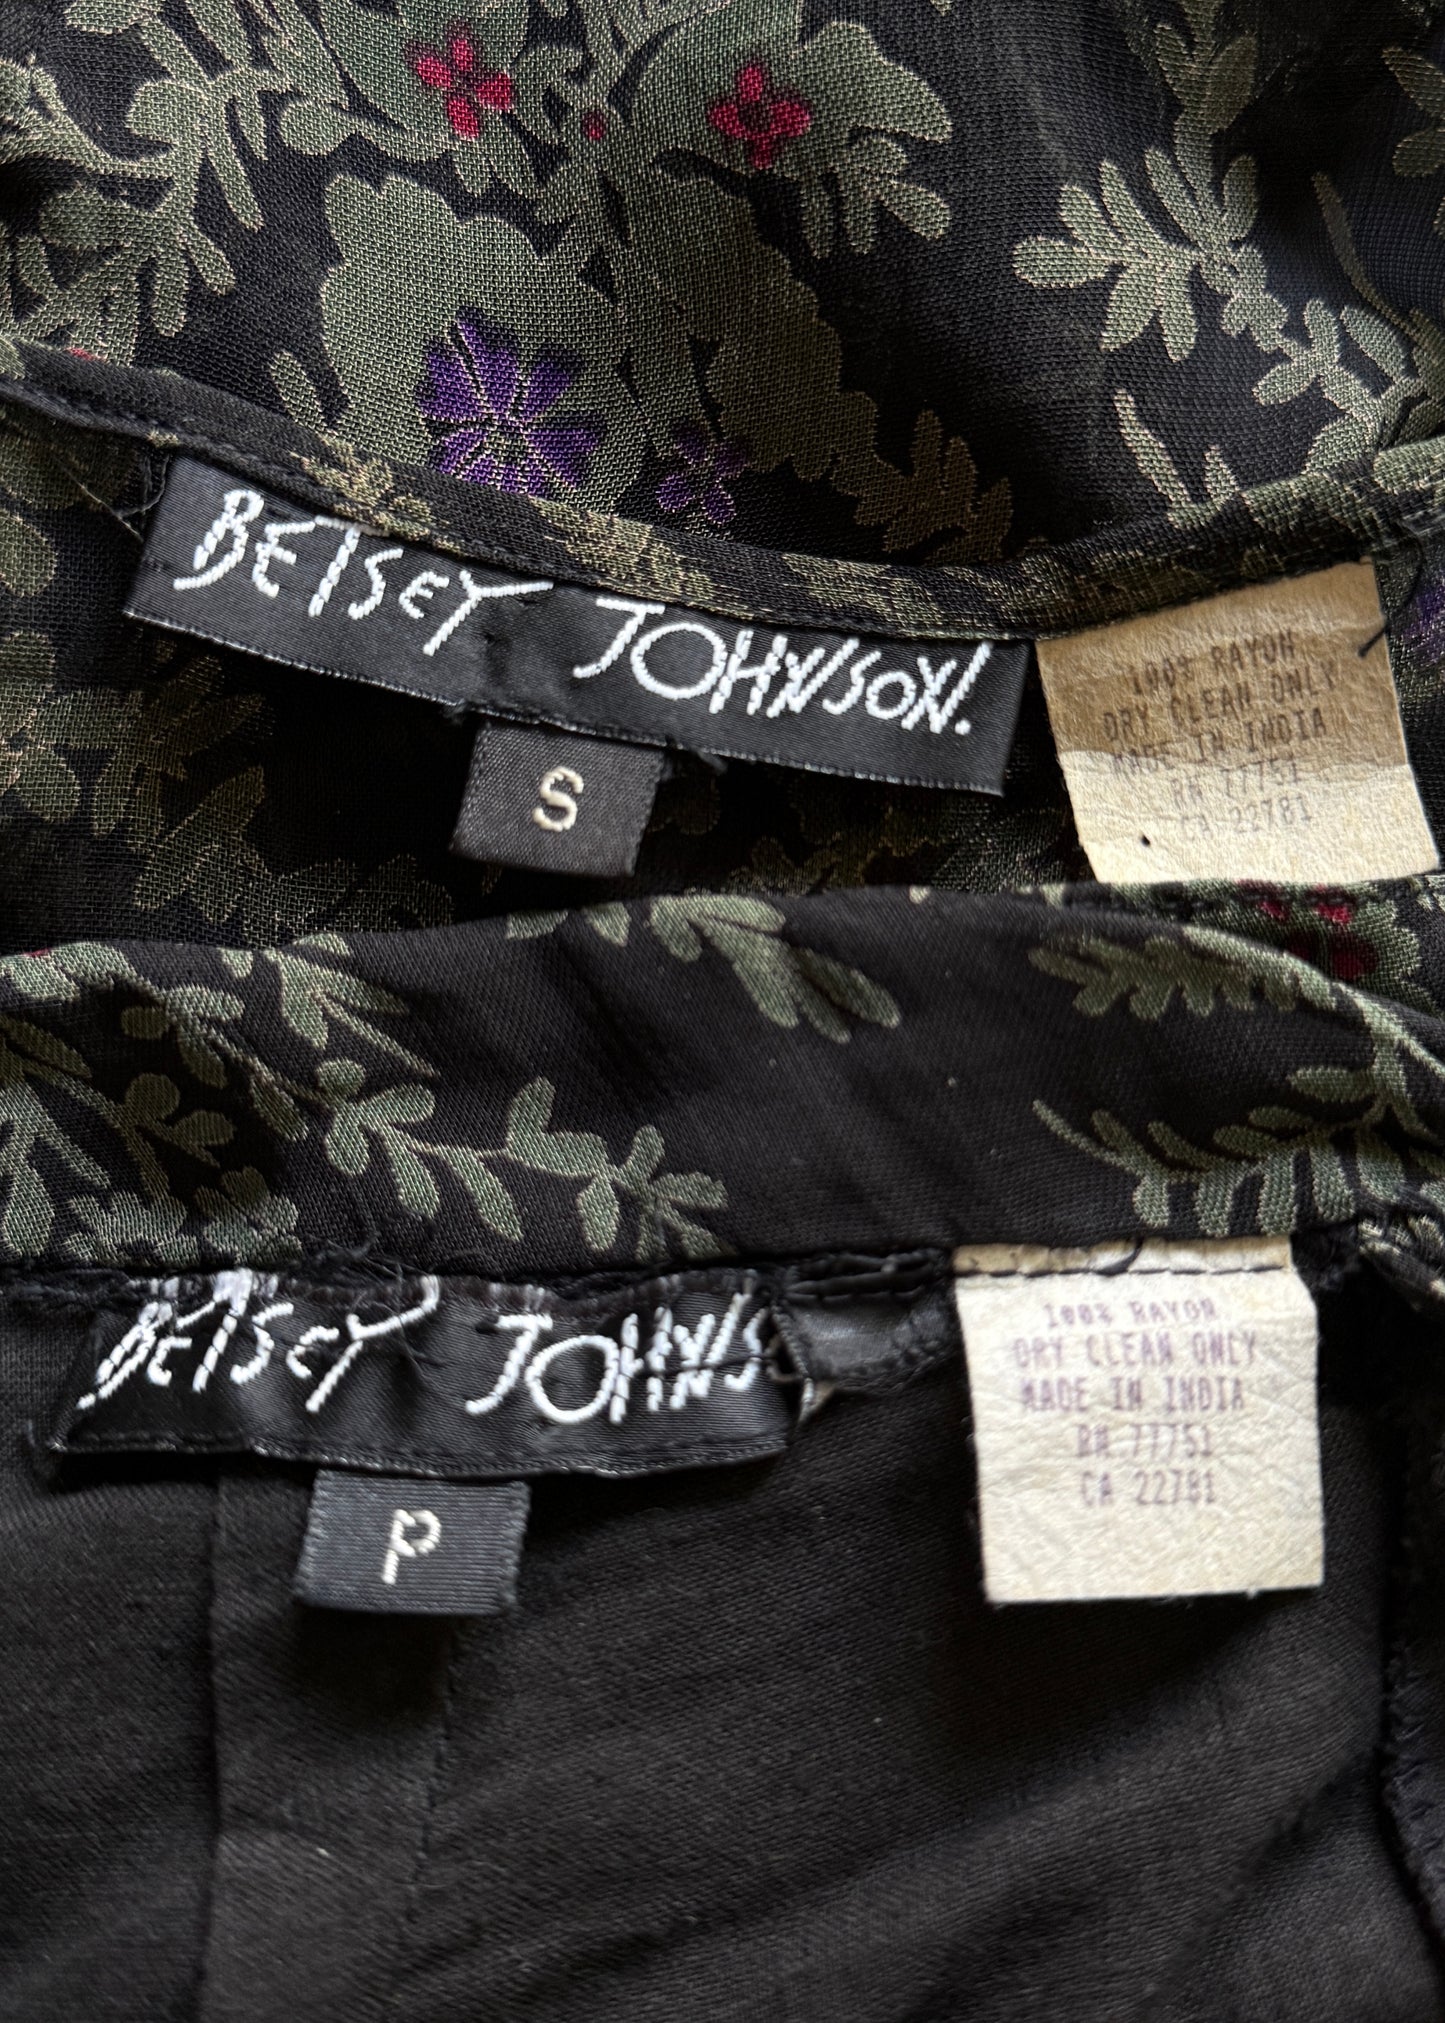 BETSEY JOHNSON.
S
100% RAYON
DRY CLEAN ONLY
MADE IN INDIA
RN 77751
CA 22781
BETSEY JOHNS
P
100% RAYON
DRY CLEAN ONLY
MADE IN INDIA
RN 77751
CA 22781